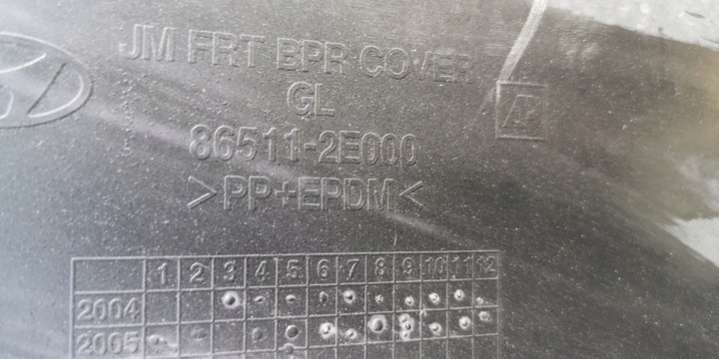 JM FRT BPR COVER
GL
86511-2E000
>PP+EPDM<
1 2 3 4 5 6 7 8 9 10 11 12
2004
2005